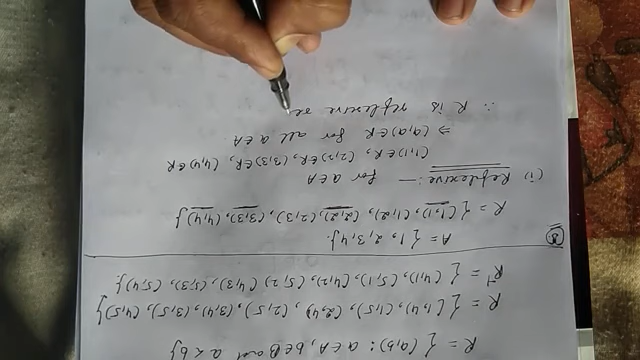 R = { (a,b) : a ∈ A, b ∈ B and a < b }
R = { (1,4), (1,5), (2,4), (2,5), (3,4), (3,5), (4,5) }
R⁻¹ = { (4,1), (5,1), (4,2), (5,2), (4,3), (5,3), (5,4) }
8. A = { 1, 2, 3, 4 }.
R = { (1,1), (1,2), (2,2), (2,3), (3,3), (4,4) }
(i) Reflexive :— for a ∈ A
(1,1) ∈ R, (2,2) ∈ R, (3,3) ∈ R, (4,4) ∈ R
⇒ (a,a) ∈ R for all a ∈ A
∴ R is reflexive re